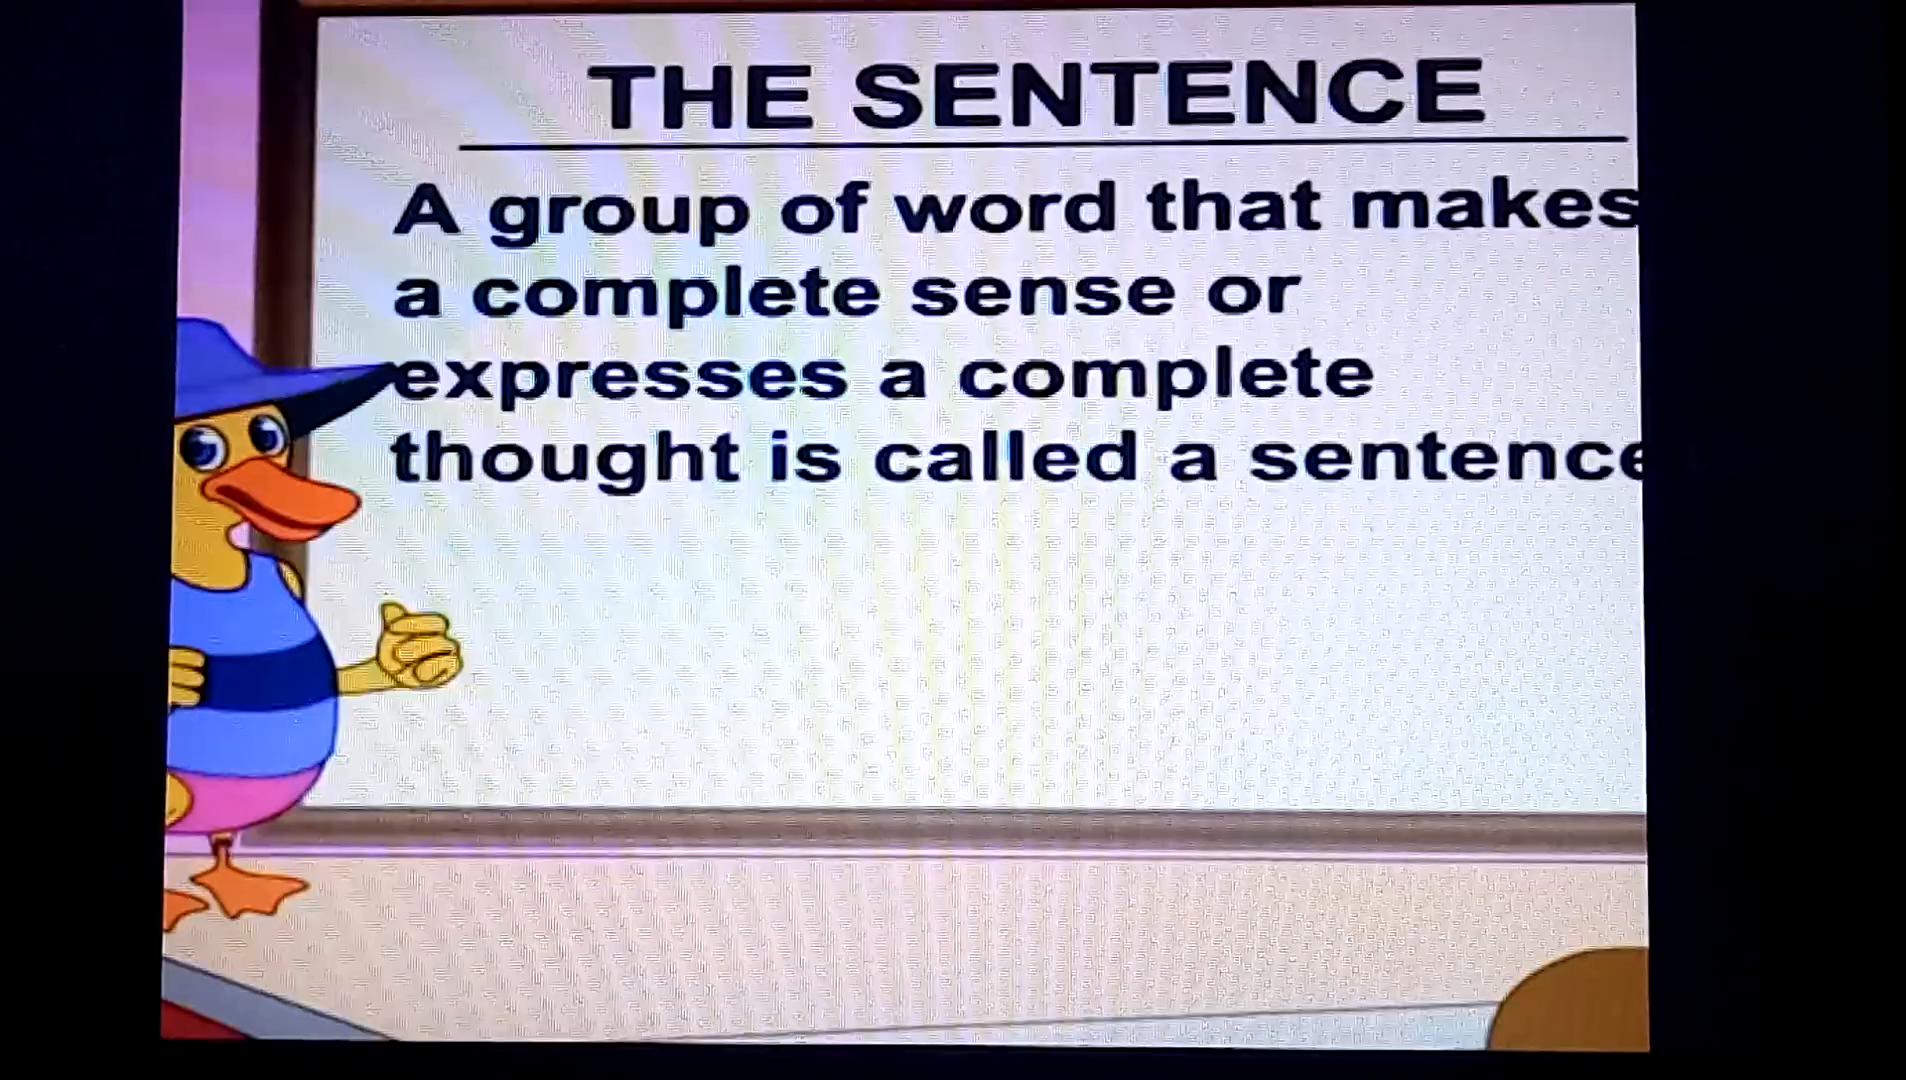 THE SENTENCE
A group of word that makes
a complete sense or
expresses a complete
thought is called a sentence